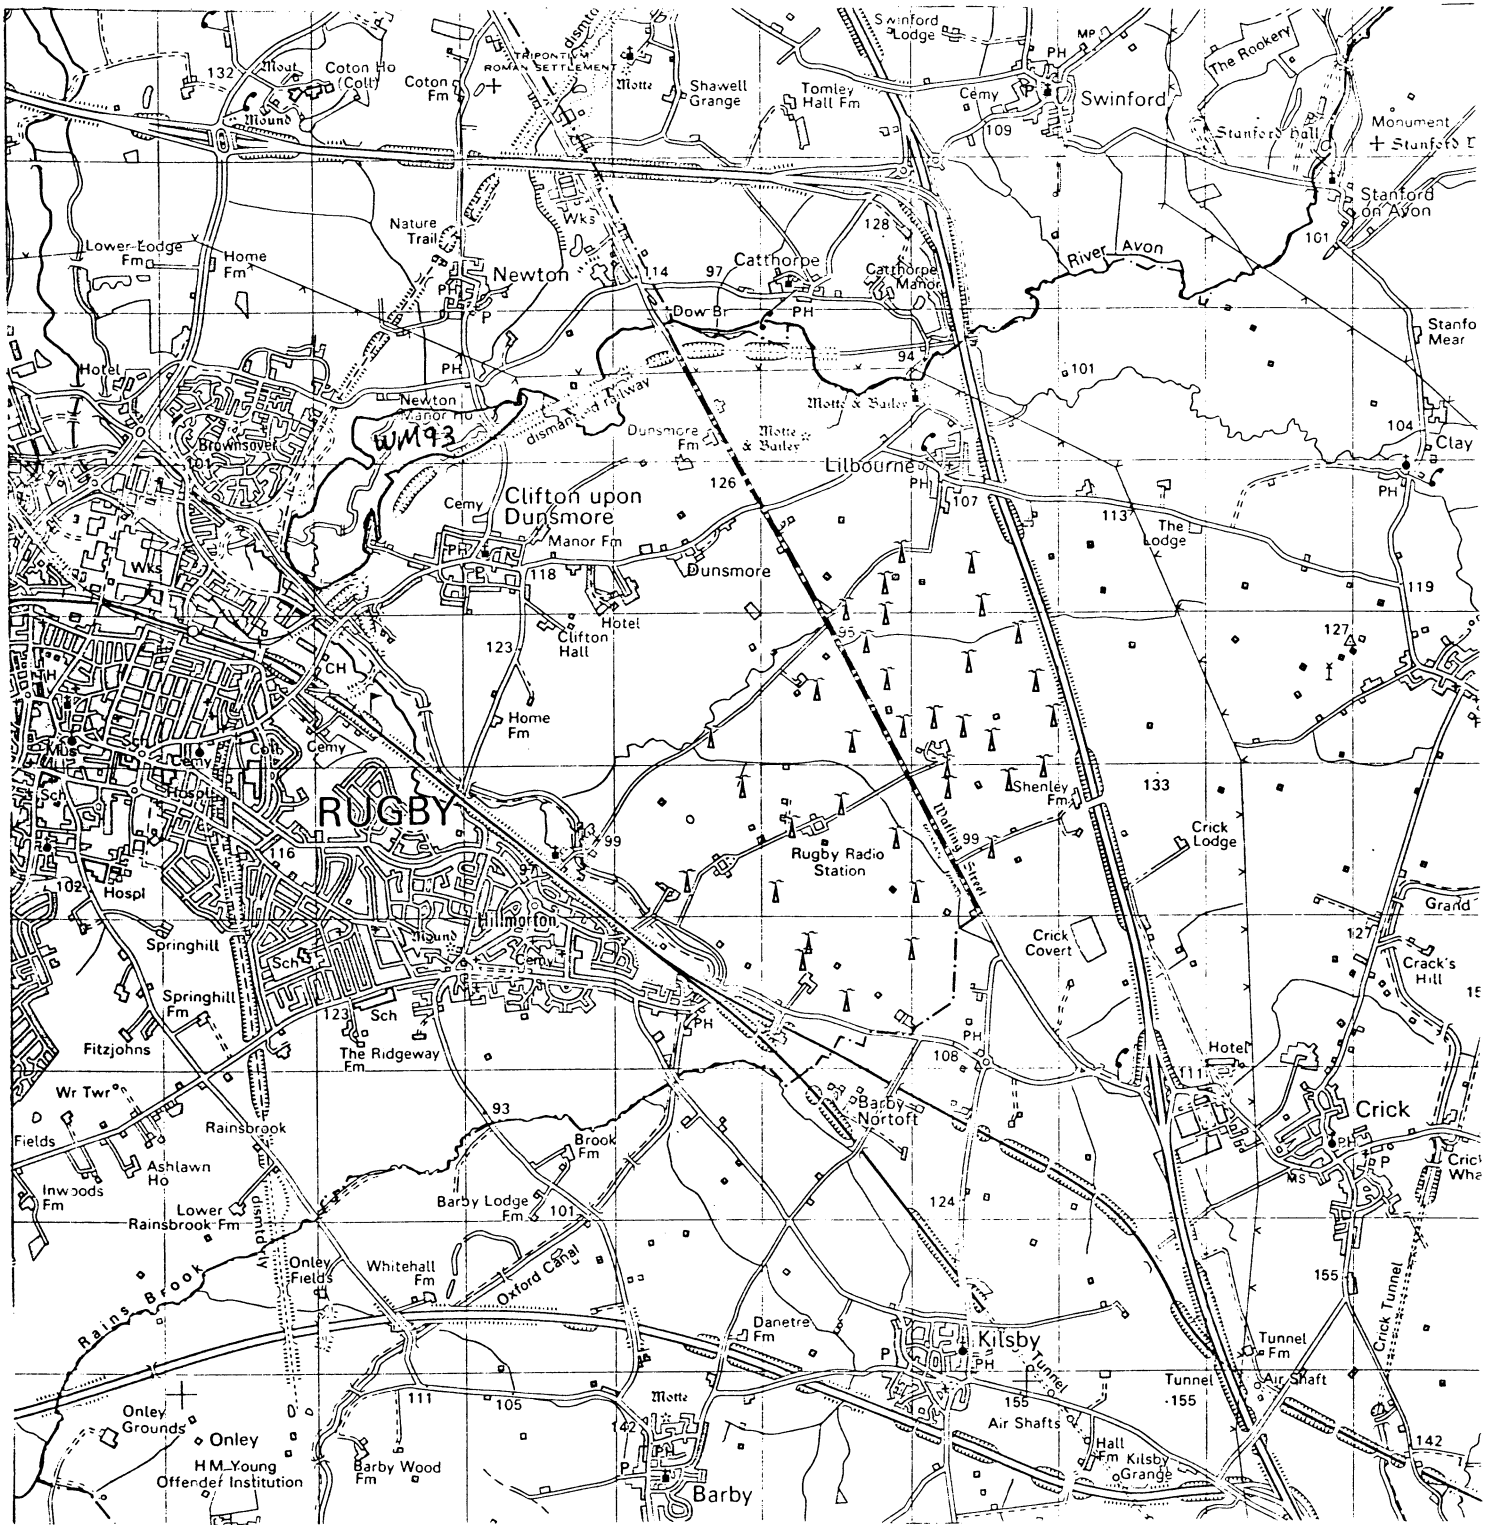 Swinford
Lodge
PH
MP
The Rookery
TRIPONTIUM
ROMAN SETTLEMENT
132
Moat
Coton Ho
(Coll)
Coton
Fm
Motte
Shawell
Grange
Tomley
Hall Fm
Cemy
P
Swinford
Mound
109
Monument
Stanford Hall
Wks
Nature
Trail
128
Stanford
on Avon
101
Lower Lodge
Fm
Home
Fm
Newton
114
97
Catthorpe
Catthorpe
Manor
River Avon
PH
P
Dow Br
PH
Stanfo
Mear
Hotel
PH
94
101
Newton
Manor Ho
WM93
dismantled railway
Motte & Bailey
Brownsover
101
Dunsmore
Fm
Motte
& Bailey
104
Clay
Lilbourne
PH
126
107
PH
Cemy
Clifton upon
Dunsmore
Manor Fm
113
The
Lodge
Wks
PH
P
118
Dunsmore
119
Hotel
Clifton
Hall
95
127
123
CH
TH
Home
Fm
Mus
Cemy
Coll
Cemy
Sch
Hospl
RUGBY
Shenley
Fm
133
Watling Street
99
Crick
Lodge
99
116
Rugby Radio
Station
97
102
Hospl
Grand
Springhill
Hillmorton
Mound
Cemy
Sch
Crick
Covert
127
Crack's
Hill
15
Springhill
Fm
123
Sch
PH
PH
Fitzjohns
The Ridgeway
Fm
108
Hotel
111
Wr Twr
93
Barby
Nortoft
Crick
Fields
Rainsbrook
Brook
Fm
PH
Ashlawn
Ho
P
Cric
Wha
Inwoods
Fm
Lower
Rainsbrook Fm
dismtd rly
Barby Lodge
Fm
101
124
MS
Onley
Fields
Whitehall
Fm
Oxford Canal
155
Crick Tunnel
Rains Brook
Danetre
Fm
Kilsby
P
PH
Tunnel
Tunnel
Fm
Tunnel
Air Shaft
111
105
Motte
155
155
Onley
Grounds
142
Air Shafts
Onley
H M Young
Offender Institution
Barby Wood
Fm
PH
P
Barby
Hall
Fm
Kilsby
Grange
142